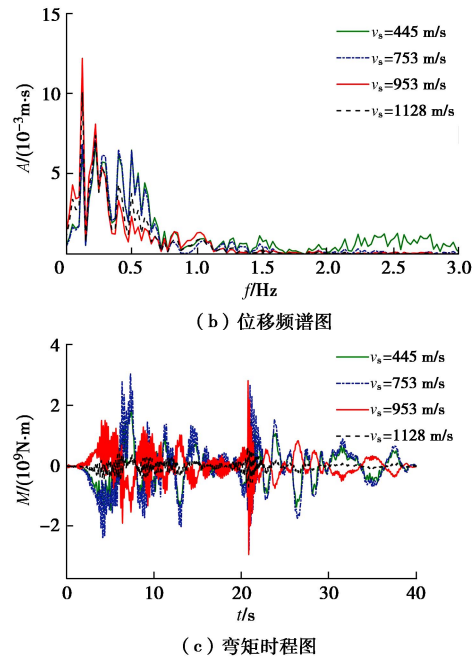 15
10
5
0
A/(10⁻³m·s)
vₛ=445 m/s
vₛ=753 m/s
vₛ=953 m/s
vₛ=1128 m/s
0 0.5 1.0 1.5 2.0 2.5 3.0
f/Hz
(b)位移频谱图
4
2
0
−2
M/(10⁹N·m)
vₛ=445 m/s
vₛ=753 m/s
vₛ=953 m/s
vₛ=1128 m/s
0 10 20 30 40
t/s
(c)弯矩时程图